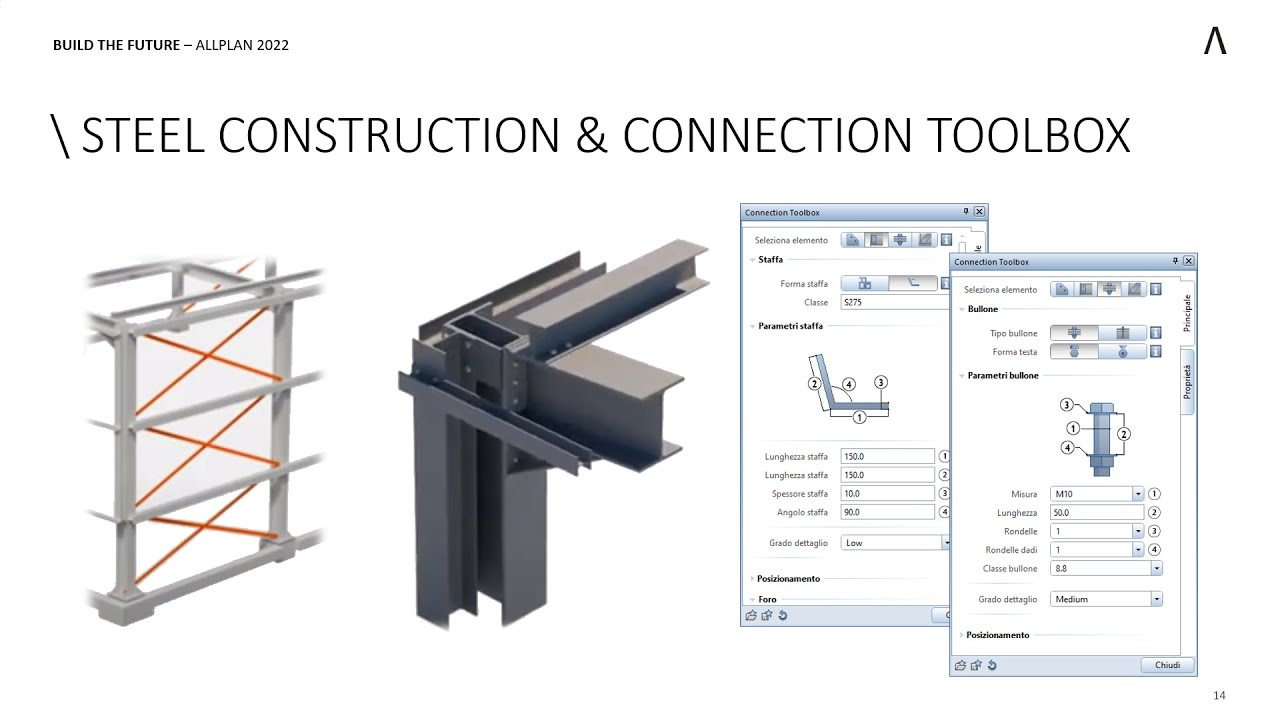 BUILD THE FUTURE – ALLPLAN 2022
\ STEEL CONSTRUCTION & CONNECTION TOOLBOX
Connection Toolbox
Seleziona elemento
Staffa
Forma staffa
Classe S275
Parametri staffa
2 4 3
1
Lunghezza staffa 150.0 1
Lunghezza staffa 150.0 2
Spessore staffa 10.0 3
Angolo staffa 90.0 4
Grado dettaglio Low
Posizionamento
Foro
Connection Toolbox
Seleziona elemento
Principale
Bullone
Tipo bullone
Forma testa
Proprietà
Parametri bullone
3
1 2
4
Misura M10 1
Lunghezza 50.0 2
Rondelle 1 3
Rondelle dadi 1 4
Classe bullone 8.8
Grado dettaglio Medium
Posizionamento
Chiudi
14